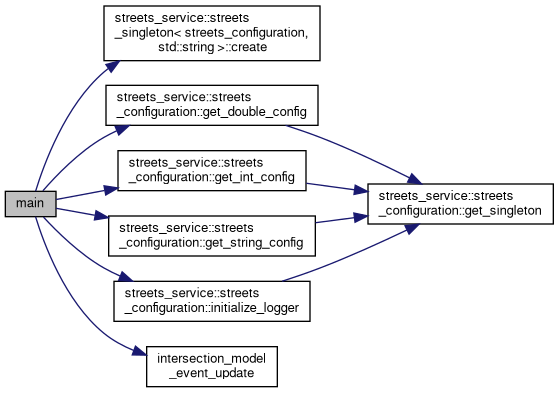 streets_service::streets
_singleton< streets_configuration,
std::string >::create
streets_service::streets
_configuration::get_double_config
streets_service::streets
_configuration::get_int_config
main
streets_service::streets
_configuration::get_singleton
streets_service::streets
_configuration::get_string_config
streets_service::streets
_configuration::initialize_logger
intersection_model
_event_update